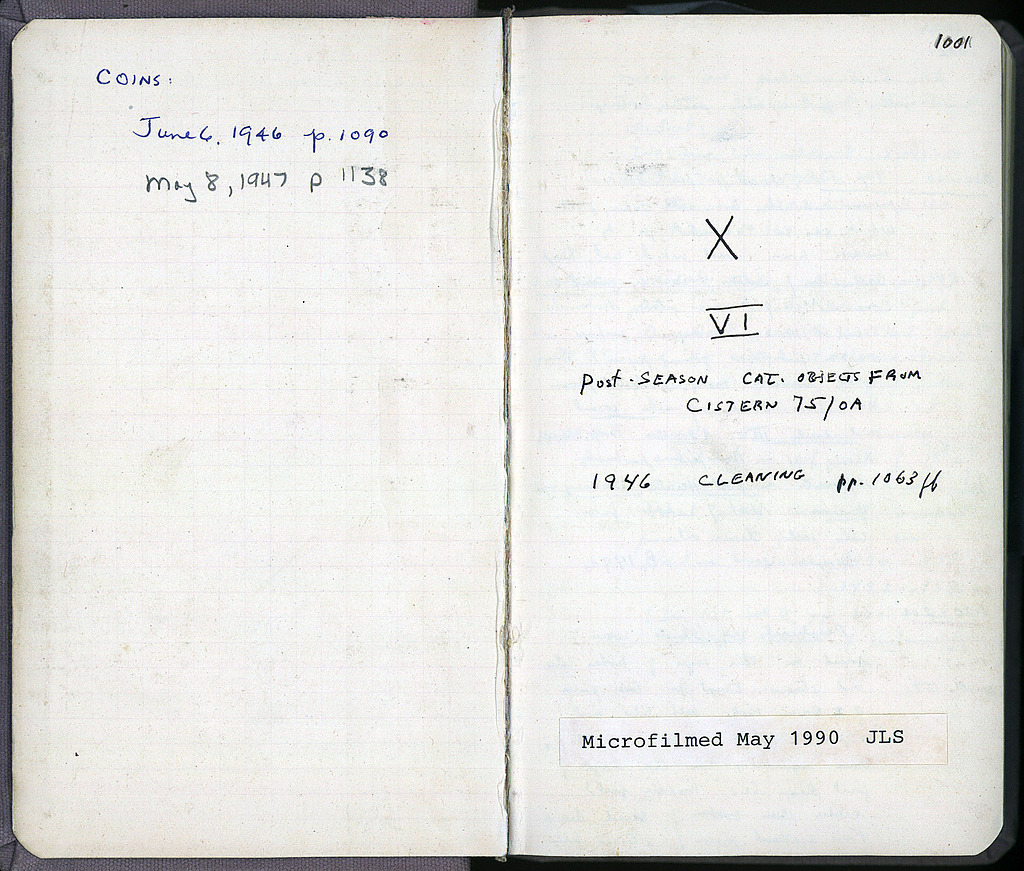 COINS:
June 6, 1946 p. 1090
May 8, 1947 p 1138
1001
X
VI
Post-SEASON CAT. OBJECTS FROM
CISTERN 75/OA
1946 CLEANING pp. 1063 ff
Microfilmed May 1990 JLS